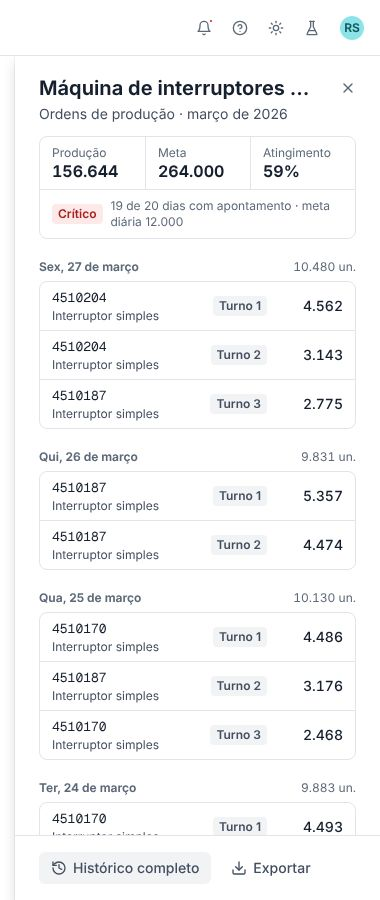 RS
Máquina de interruptores ...
Ordens de produção · março de 2026
Produção Meta Atingimento
156.644 264.000 59%
Crítico 19 de 20 dias com apontamento · meta
diária 12.000
Sex, 27 de março 10.480 un.
4510204 Turno 1 4.562
Interruptor simples
4510204 Turno 2 3.143
Interruptor simples
4510187 Turno 3 2.775
Interruptor simples
Qui, 26 de março 9.831 un.
4510187 Turno 1 5.357
Interruptor simples
4510187 Turno 2 4.474
Interruptor simples
Qua, 25 de março 10.130 un.
4510170 Turno 1 4.486
Interruptor simples
4510187 Turno 2 3.176
Interruptor simples
4510170 Turno 3 2.468
Interruptor simples
Ter, 24 de março 9.883 un.
4510170 Turno 1 4.493
Histórico completo Exportar